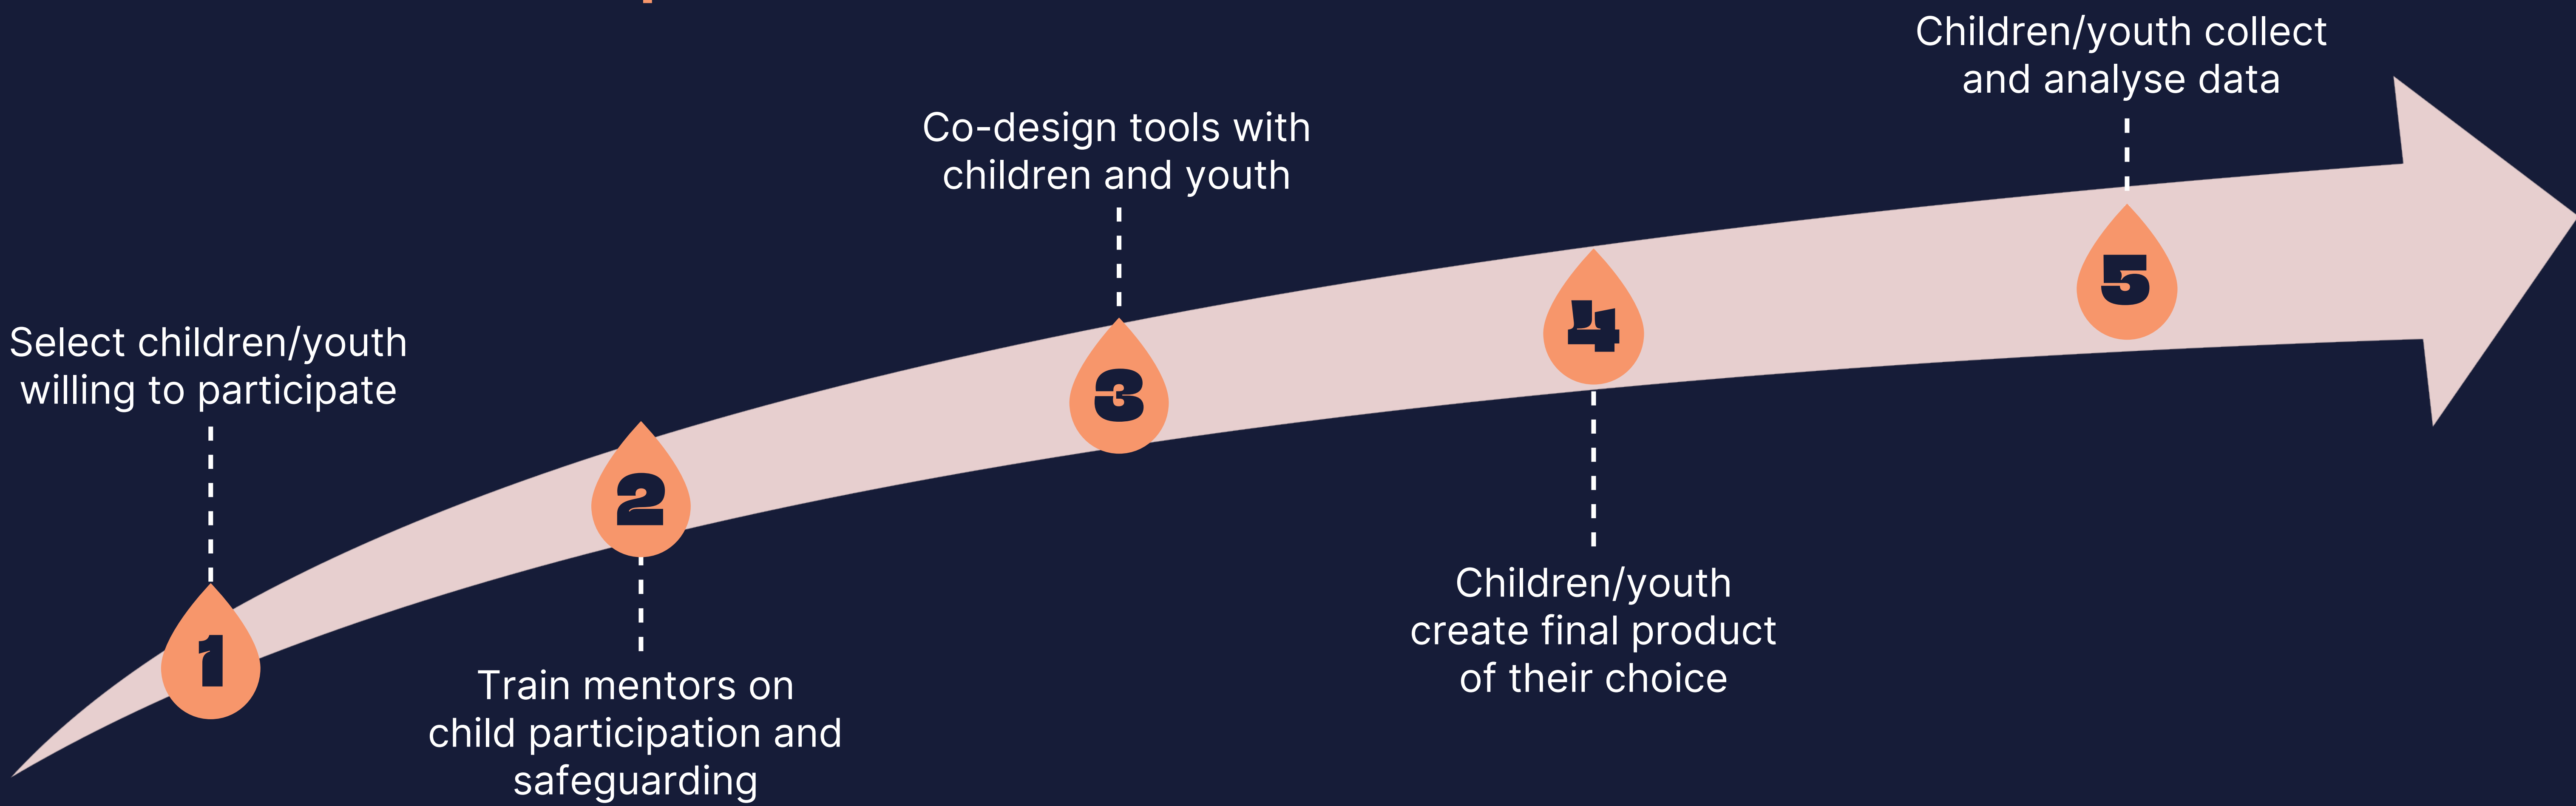 Select children/youth
willing to participate
1
2
Train mentors on
child participation and
safeguarding
Co-design tools with
children and youth
3
4
Children/youth
create final product
of their choice
Children/youth collect
and analyse data
5